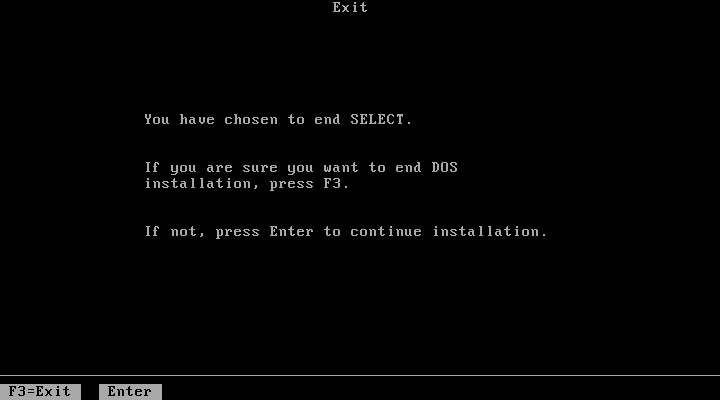 Exit
You have chosen to end SELECT.
If you are sure you want to end DOS
installation, press F3.
If not, press Enter to continue installation.
F3=Exit Enter